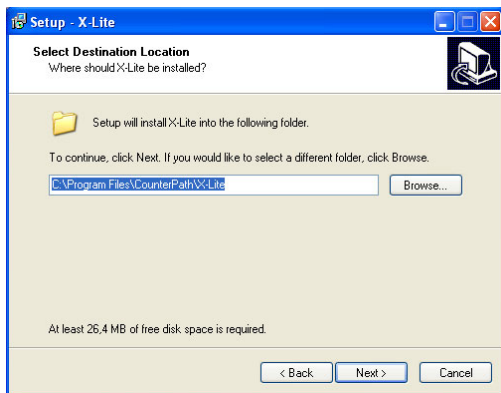 Setup - X-Lite
Select Destination Location
Where should X-Lite be installed?
Setup will install X-Lite into the following folder.
To continue, click Next. If you would like to select a different folder, click Browse.
C:\Program Files\CounterPath\X-Lite
Browse...
At least 26,4 MB of free disk space is required.
< Back
Next >
Cancel